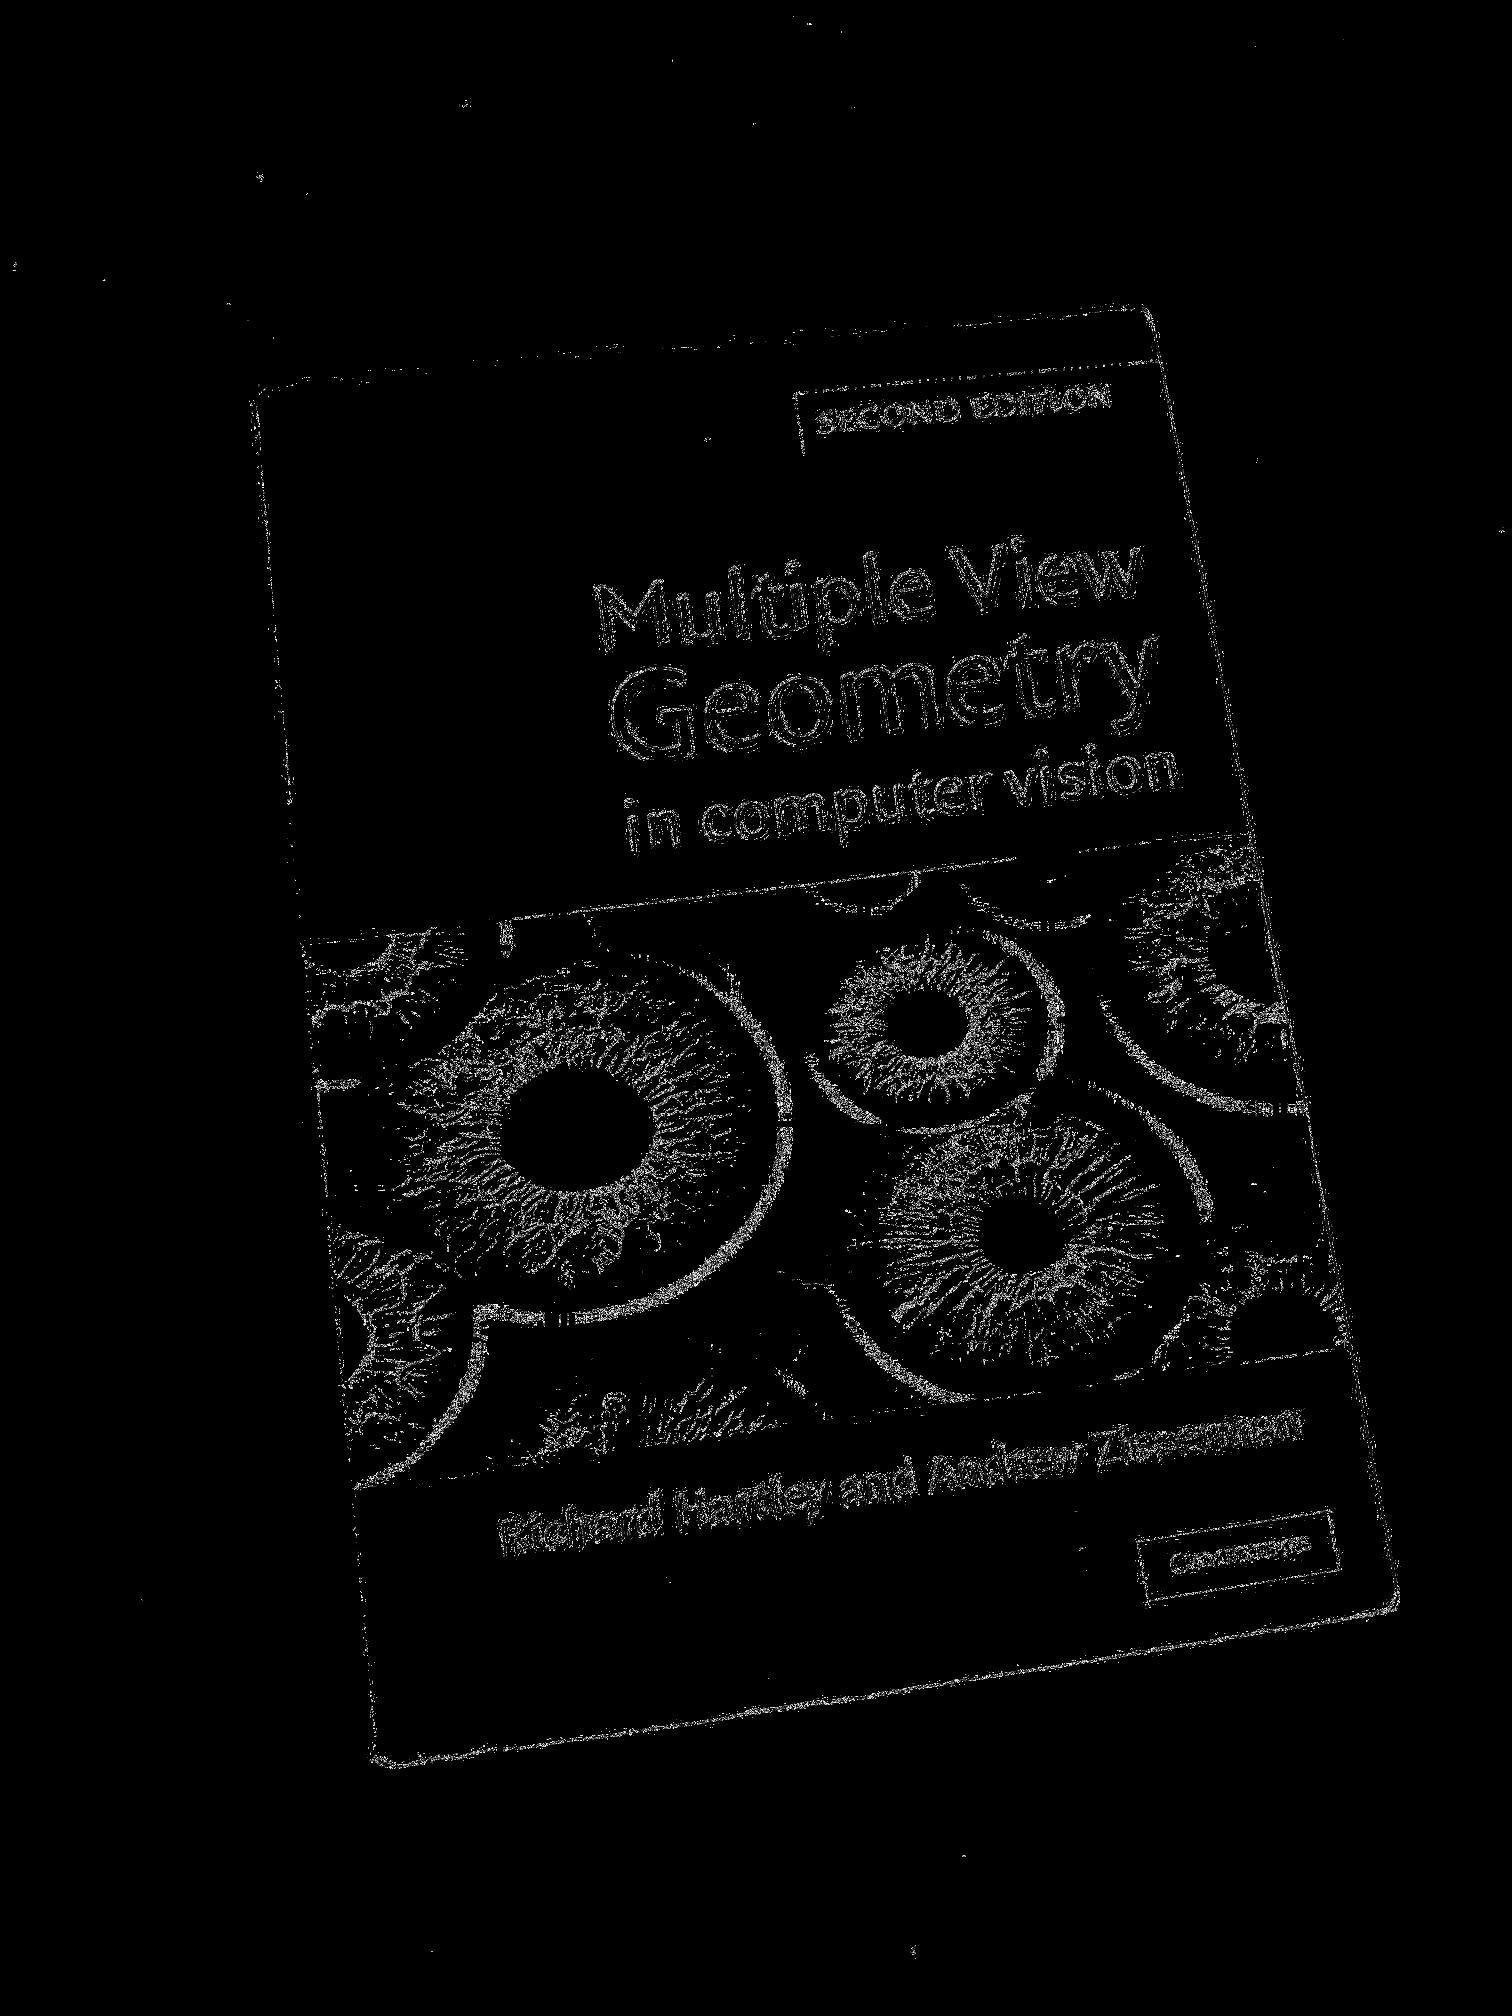 SECOND EDITION
Multiple View
Geometry
in computer vision
Richard Hartley and Andrew Zisserman
CAMBRIDGE